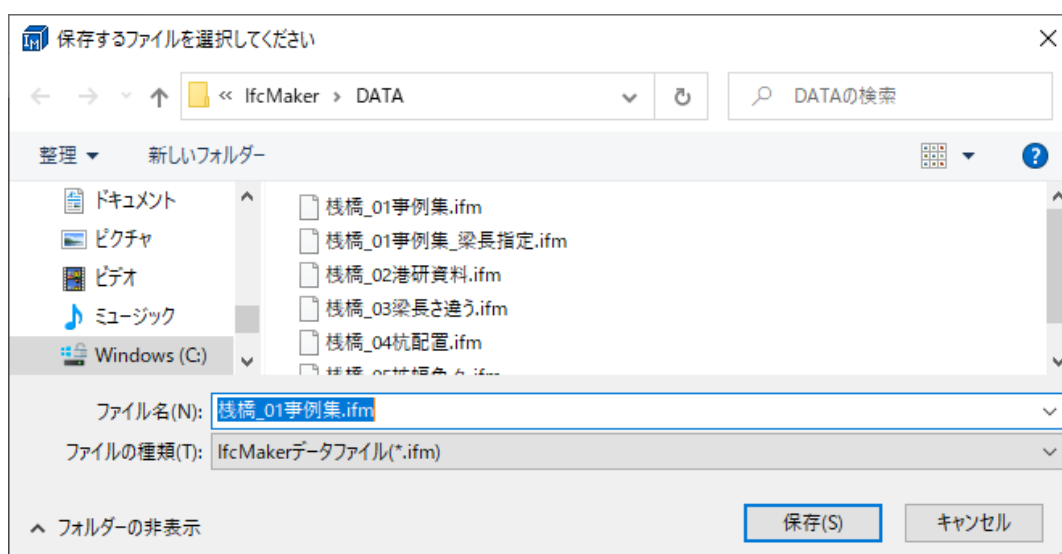 IM 保存するファイルを選択してください
« IfcMaker › DATA
DATAの検索
整理
新しいフォルダー
ドキュメント
ピクチャ
ビデオ
ミュージック
Windows (C:)
桟橋_01事例集.ifm
桟橋_01事例集_梁長指定.ifm
桟橋_02港研資料.ifm
桟橋_03梁長さ違う.ifm
桟橋_04杭配置.ifm
ファイル名(N): 桟橋_01事例集.ifm
ファイルの種類(T): IfcMakerデータファイル(*.ifm)
フォルダーの非表示
保存(S)
キャンセル